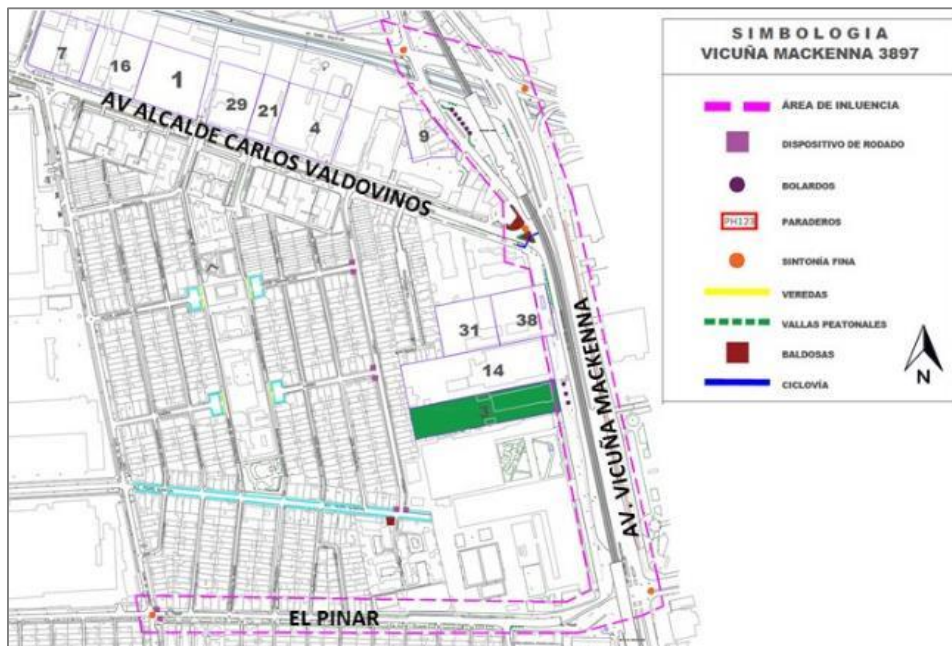 7
16
1
29
21
4
9
AV ALCALDE CARLOS VALDOVINOS
31
38
14
AV. VICUÑA MACKENNA
EL PINAR
SIMBOLOGIA
VICUÑA MACKENNA 3897
ÁREA DE INLUENCIA
DISPOSITIVO DE RODADO
BOLARDOS
PH123
PARADEROS
SINTONÍA FINA
VEREDAS
VALLAS PEATONALES
BALDOSAS
CICLOVÍA
N